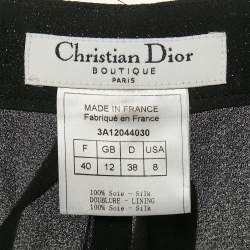 Christian Dior
BOUTIQUE
PARIS
MADE IN FRANCE
Fabriqué en France
3A12044030
F GB D USA
40 12 38 8
100% Soie - Silk
DOUBLURE - LINING
100% Soie - Silk